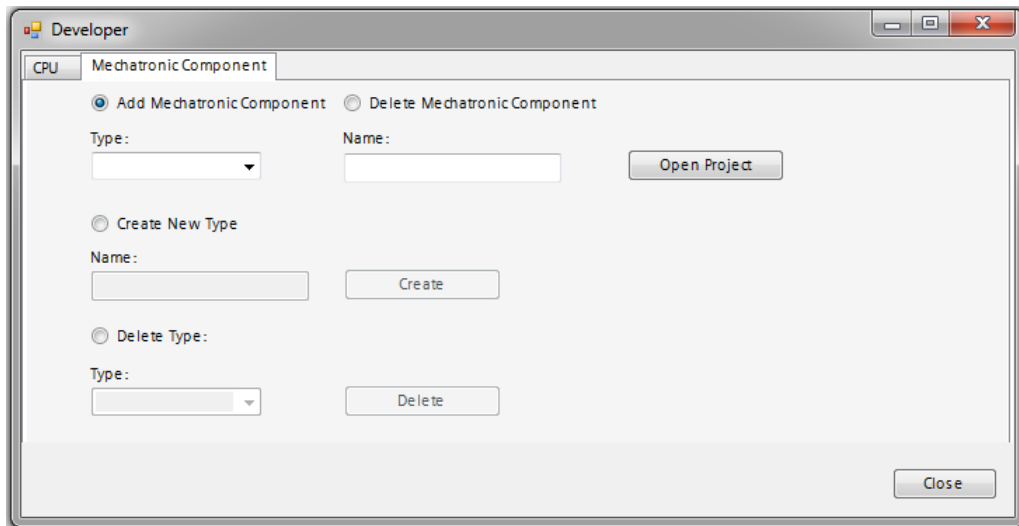 Developer
CPU Mechatronic Component
Add Mechatronic Component Delete Mechatronic Component
Type: Name:
Open Project
Create New Type
Name:
Create
Delete Type:
Type:
Delete
Close